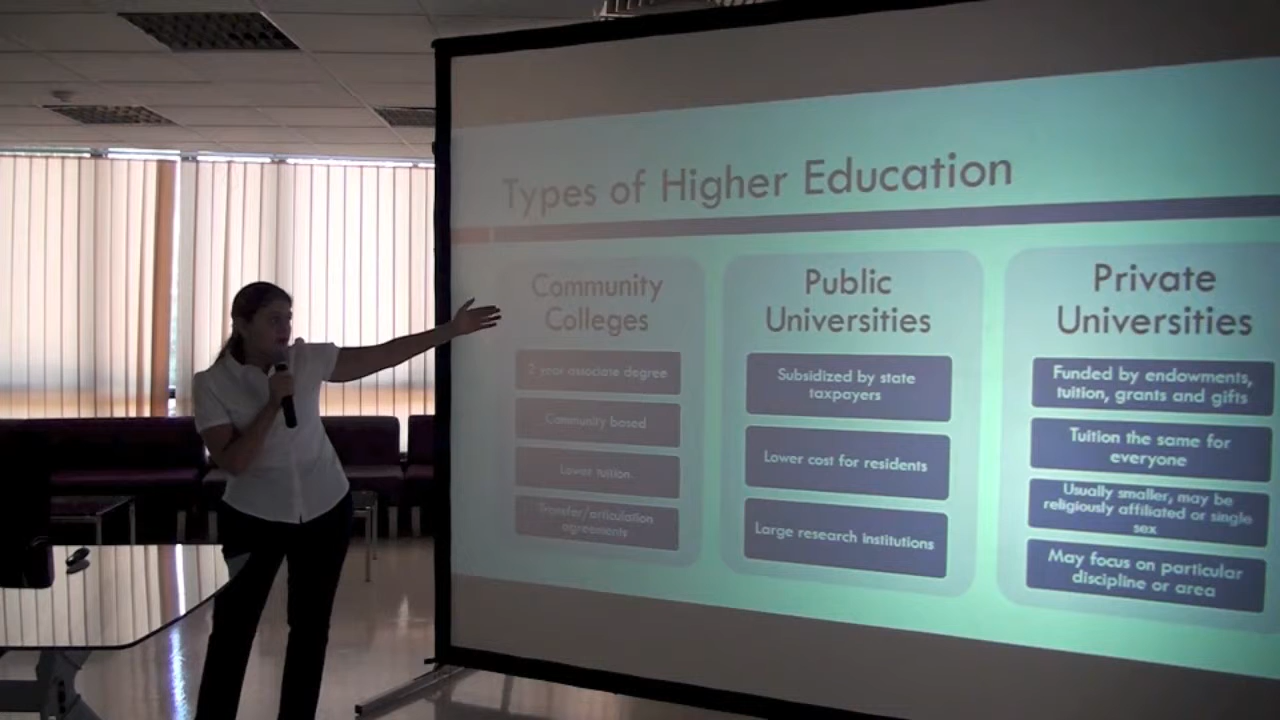 Types of Higher Education
Community
Colleges
2 year associate degree
Community based
Lower tuition
Transfer/articulation
agreements
Public
Universities
Subsidized by state
taxpayers
Lower cost for residents
Large research institutions
Private
Universities
Funded by endowments,
tuition, grants and gifts
Tuition the same for
everyone
Usually smaller, may be
religiously affiliated or single
sex
May focus on particular
discipline or area